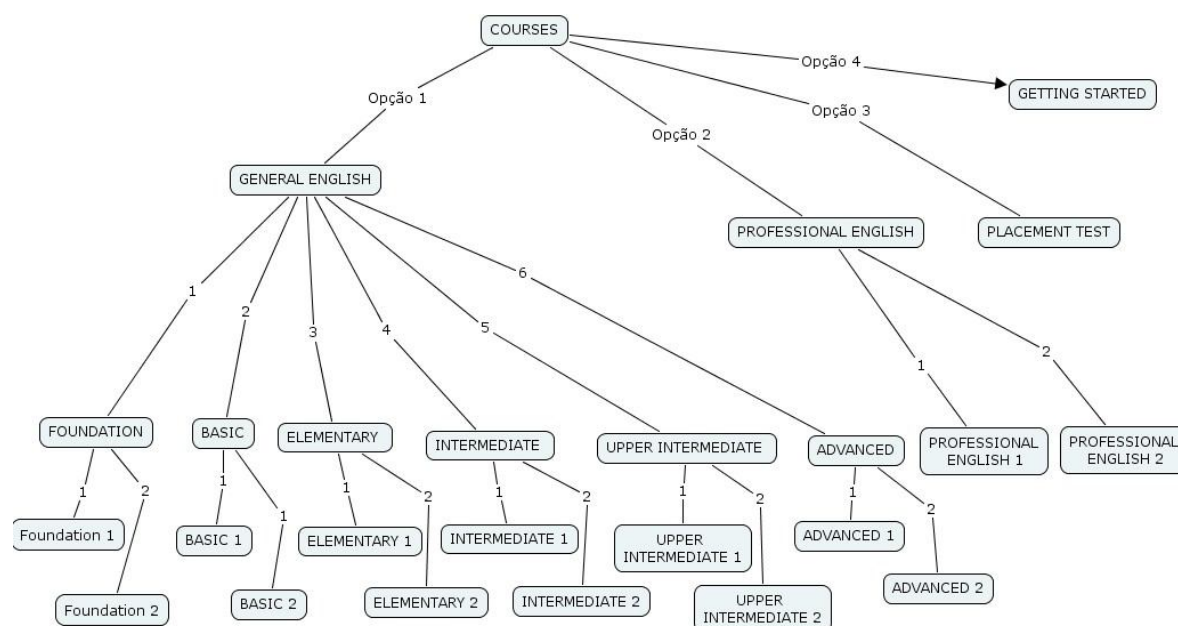 COURSES
Opção 4
Opção 1
GETTING STARTED
Opção 3
Opção 2
GENERAL ENGLISH
PROFESSIONAL ENGLISH
PLACEMENT TEST
6
1
2
3
4
5
1
2
FOUNDATION
BASIC
ELEMENTARY
INTERMEDIATE
UPPER INTERMEDIATE
ADVANCED
PROFESSIONAL
ENGLISH 1
PROFESSIONAL
ENGLISH 2
1
2
1
1
1
2
1
2
1
2
1
2
Foundation 1
BASIC 1
ELEMENTARY 1
INTERMEDIATE 1
UPPER
INTERMEDIATE 1
ADVANCED 1
Foundation 2
BASIC 2
ELEMENTARY 2
INTERMEDIATE 2
UPPER
INTERMEDIATE 2
ADVANCED 2